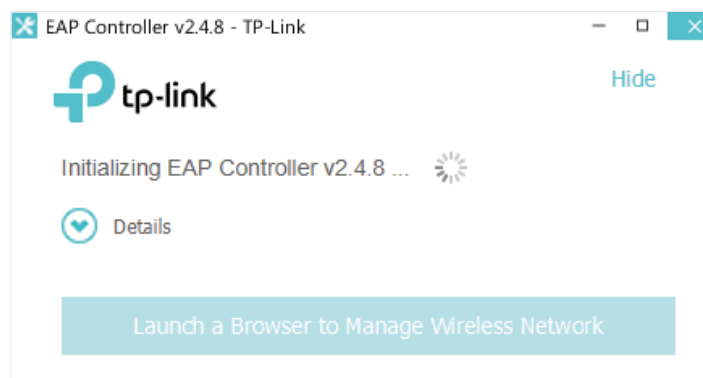 EAP Controller v2.4.8 - TP-Link
Hide
tp-link
Initializing EAP Controller v2.4.8 ...
Details
Launch a Browser to Manage Wireless Network